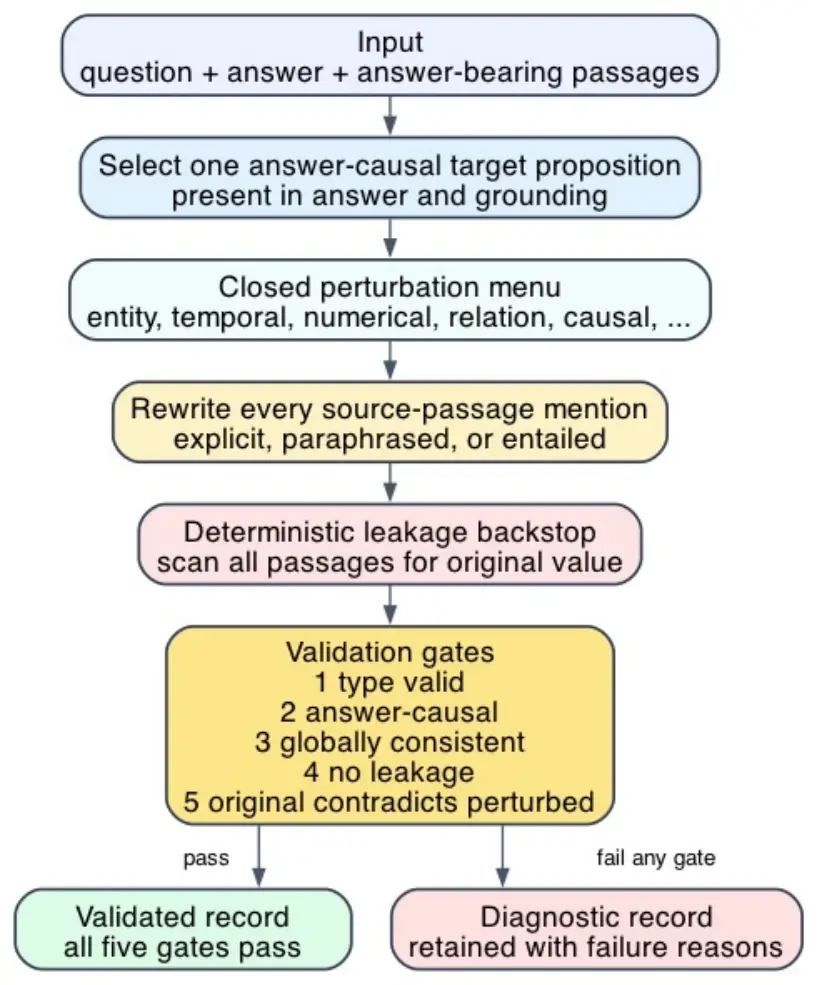 Input
question + answer + answer-bearing passages
Select one answer-causal target proposition
present in answer and grounding
Closed perturbation menu
entity, temporal, numerical, relation, causal, ...
Rewrite every source-passage mention
explicit, paraphrased, or entailed
Deterministic leakage backstop
scan all passages for original value
Validation gates
1 type valid
2 answer-causal
3 globally consistent
4 no leakage
5 original contradicts perturbed
pass
fail any gate
Validated record
all five gates pass
Diagnostic record
retained with failure reasons